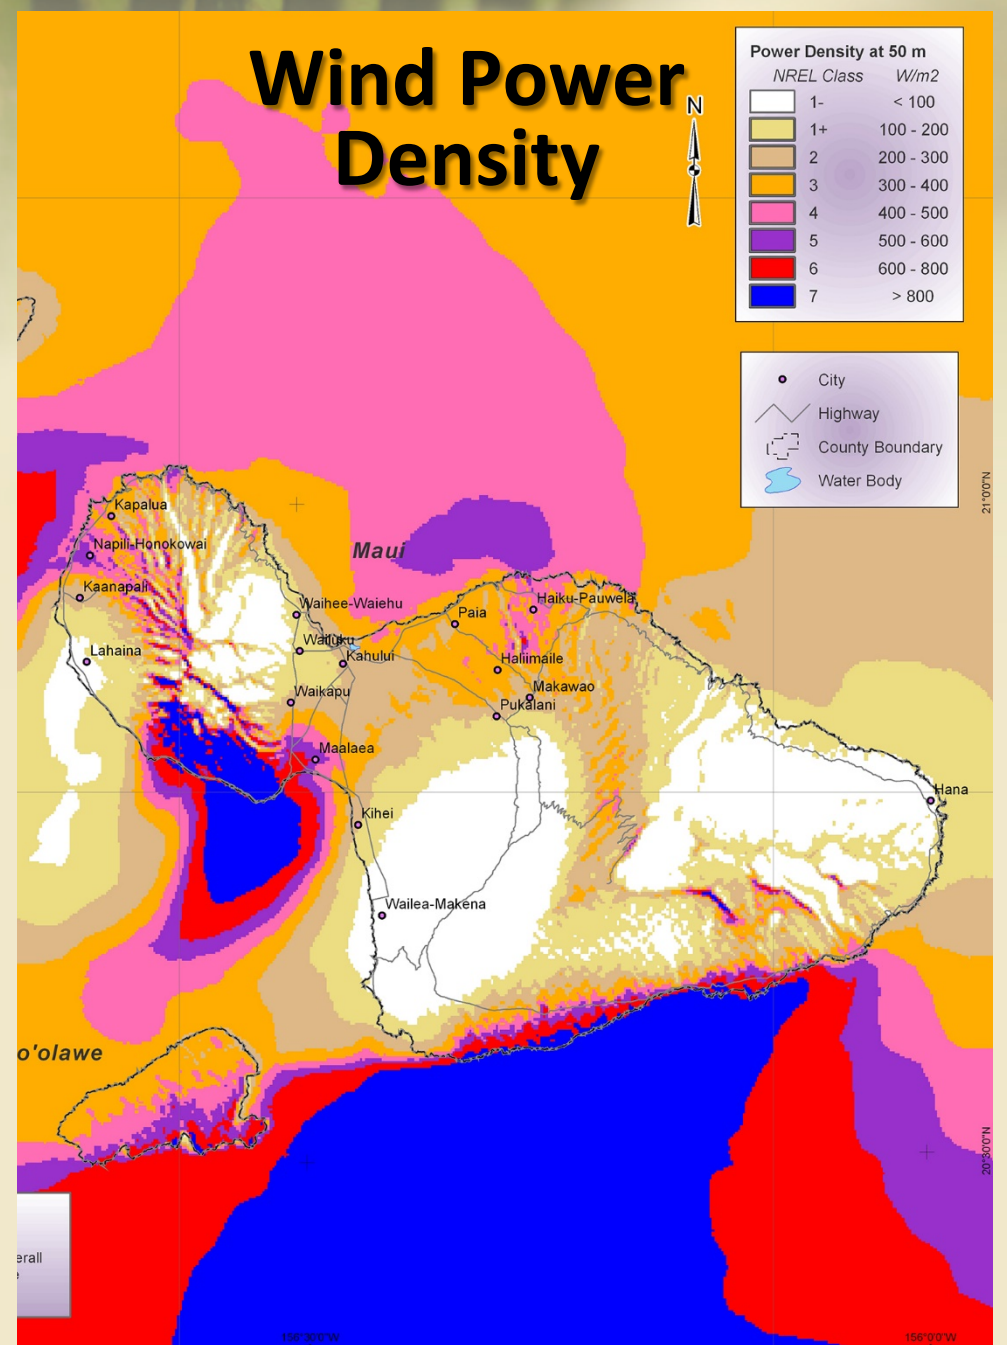 Wind Power
Density
N
Power Density at 50 m
NREL Class W/m2
1- < 100
1+ 100 - 200
2 200 - 300
3 300 - 400
4 400 - 500
5 500 - 600
6 600 - 800
7 > 800
City
Highway
County Boundary
Water Body
21°0'0"N
Kapalua
Maui
Napili-Honokowai
Kaanapali
Haiku-Pauwela
Waihee-Waiehu
Paia
Wailuku
Lahaina
Kahului
Haliimaile
Makawao
Waikapu
Pukalani
Maalaea
Hana
Kihei
Wailea-Makena
o'olawe
20°30'0"N
erall
156°30'0"W
156°0'0"W